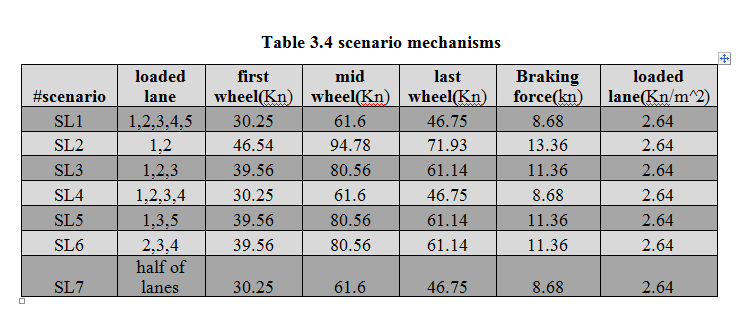 Table 3.4 scenario mechanisms
#scenario loaded lane first wheel(Kn) mid wheel(Kn) last wheel(Kn) Braking force(kn) loaded lane(Kn/m^2)
SL1 1,2,3,4,5 30.25 61.6 46.75 8.68 2.64
SL2 1,2 46.54 94.78 71.93 13.36 2.64
SL3 1,2,3 39.56 80.56 61.14 11.36 2.64
SL4 1,2,3,4 30.25 61.6 46.75 8.68 2.64
SL5 1,3,5 39.56 80.56 61.14 11.36 2.64
SL6 2,3,4 39.56 80.56 61.14 11.36 2.64
SL7 half of lanes 30.25 61.6 46.75 8.68 2.64